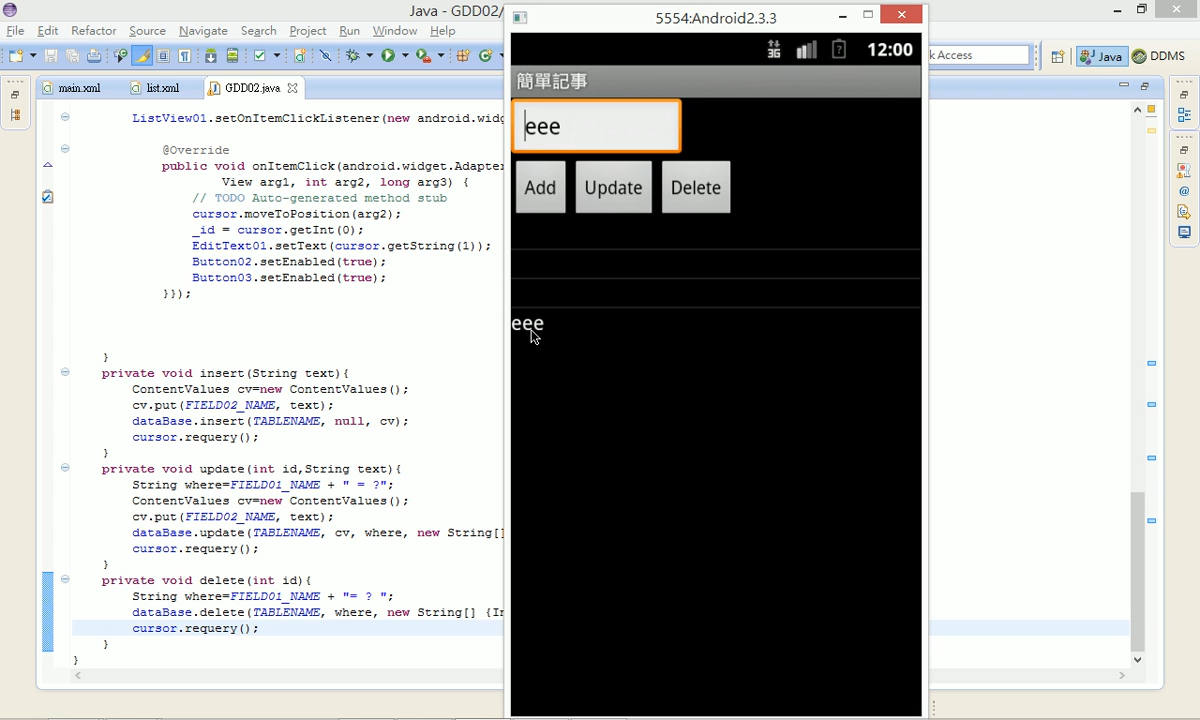 Java - GDD02/
5554:Android2.3.3
File Edit Refactor Source Navigate Search Project Run Window Help
k Access
Java
DDMS
main.xml
list.xml
GDD02.java
ListView01.setOnItemClickListener(new android.widg
@Override
public void onItemClick(android.widget.Adapter
View arg1, int arg2, long arg3) {
// TODO Auto-generated method stub
cursor.moveToPosition(arg2);
_id = cursor.getInt(0);
EditText01.setText(cursor.getString(1));
Button02.setEnabled(true);
Button03.setEnabled(true);
}});
}
private void insert(String text){
ContentValues cv=new ContentValues();
cv.put(FIELD02_NAME, text);
dataBase.insert(TABLENAME, null, cv);
cursor.requery();
}
private void update(int id,String text){
String where=FIELD01_NAME + " = ?";
ContentValues cv=new ContentValues();
cv.put(FIELD02_NAME, text);
dataBase.update(TABLENAME, cv, where, new String[]
cursor.requery();
}
private void delete(int id){
String where=FIELD01_NAME + "= ? ";
dataBase.delete(TABLENAME, where, new String[] {In
cursor.requery();
}
}
3G
12:00
簡單記事
eee
Add
Update
Delete
eee